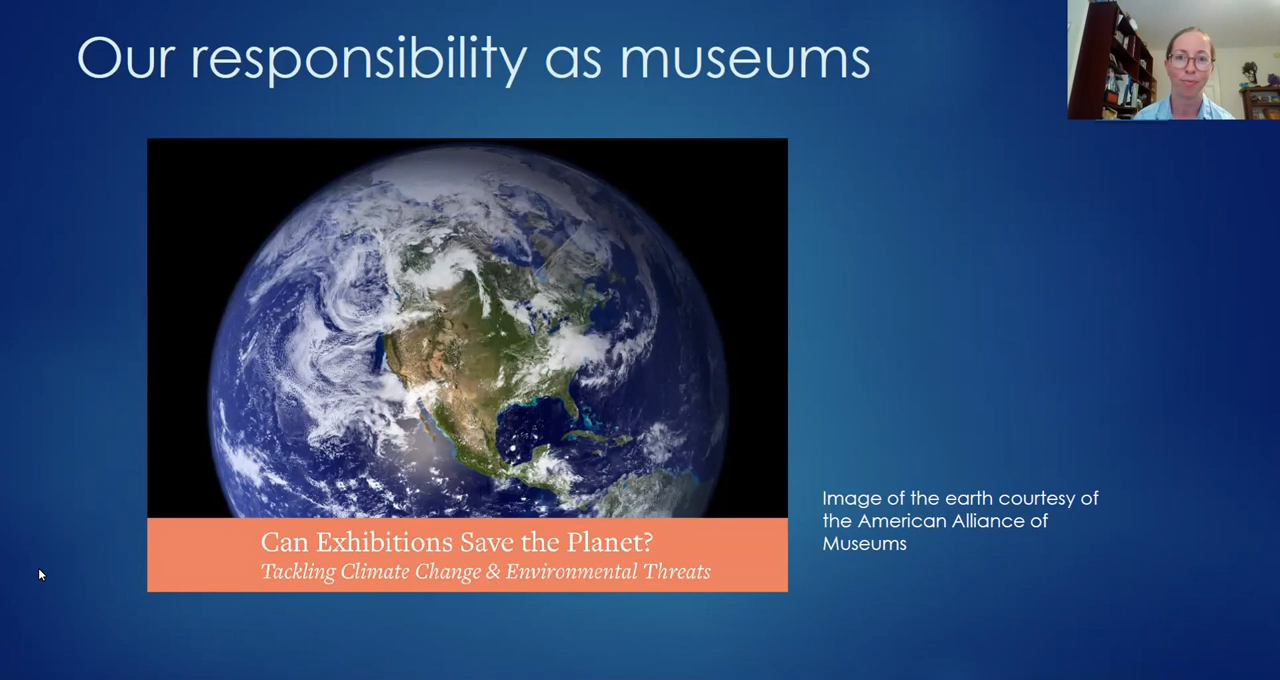 Our responsibility as museums
Can Exhibitions Save the Planet?
Tackling Climate Change & Environmental Threats
Image of the earth courtesy of
the American Alliance of
Museums